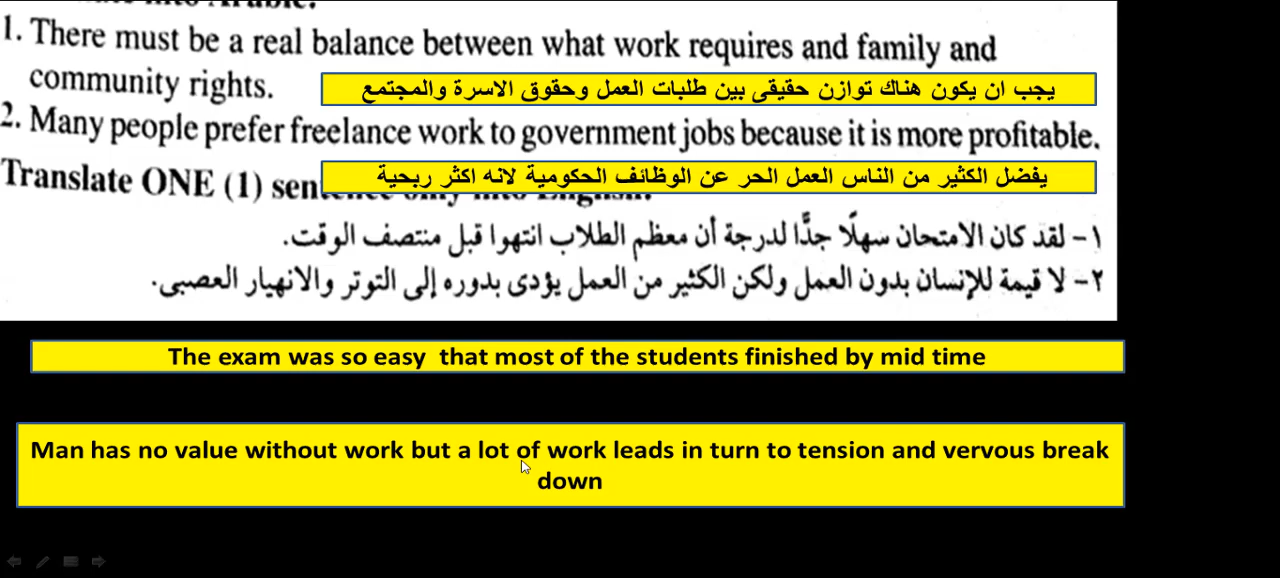 1. There must be a real balance between what work requires and family and
community rights.
يجب ان يكون هناك توازن حقيقى بين طلبات العمل وحقوق الاسرة والمجتمع
2. Many people prefer freelance work to government jobs because it is more profitable.
يفضل الكثير من الناس العمل الحر عن الوظائف الحكومية لانه اكثر ربحية
Translate ONE (1)
١- لقد كان الامتحان سهلًا جدًّا لدرجة أن معظم الطلاب انتهوا قبل منتصف الوقت.
٢- لا قيمة للإنسان بدون العمل ولكن الكثير من العمل يؤدى بدوره إلى التوتر والانهيار العصبى.
The exam was so easy that most of the students finished by mid time
Man has no value without work but a lot of work leads in turn to tension and vervous break
down